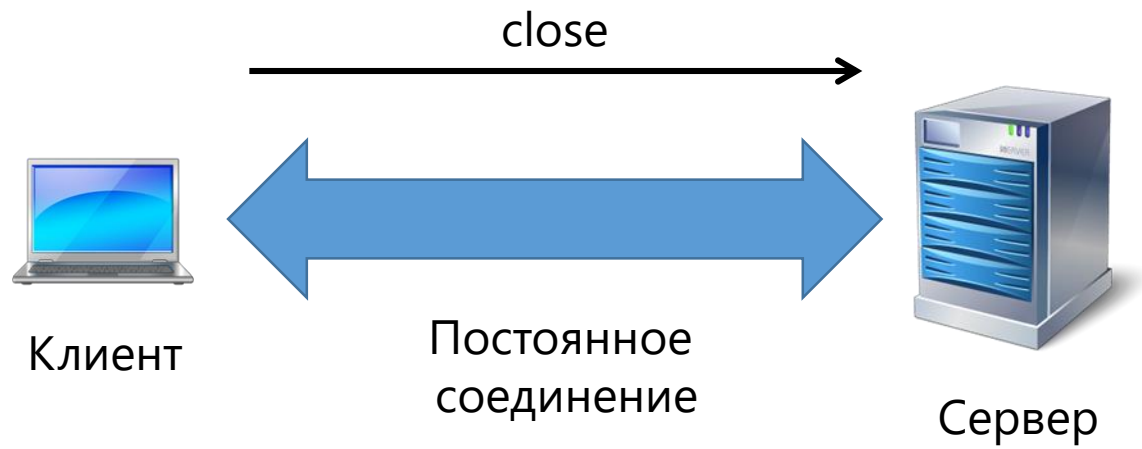 close
Клиент
Постоянное
соединение
Сервер